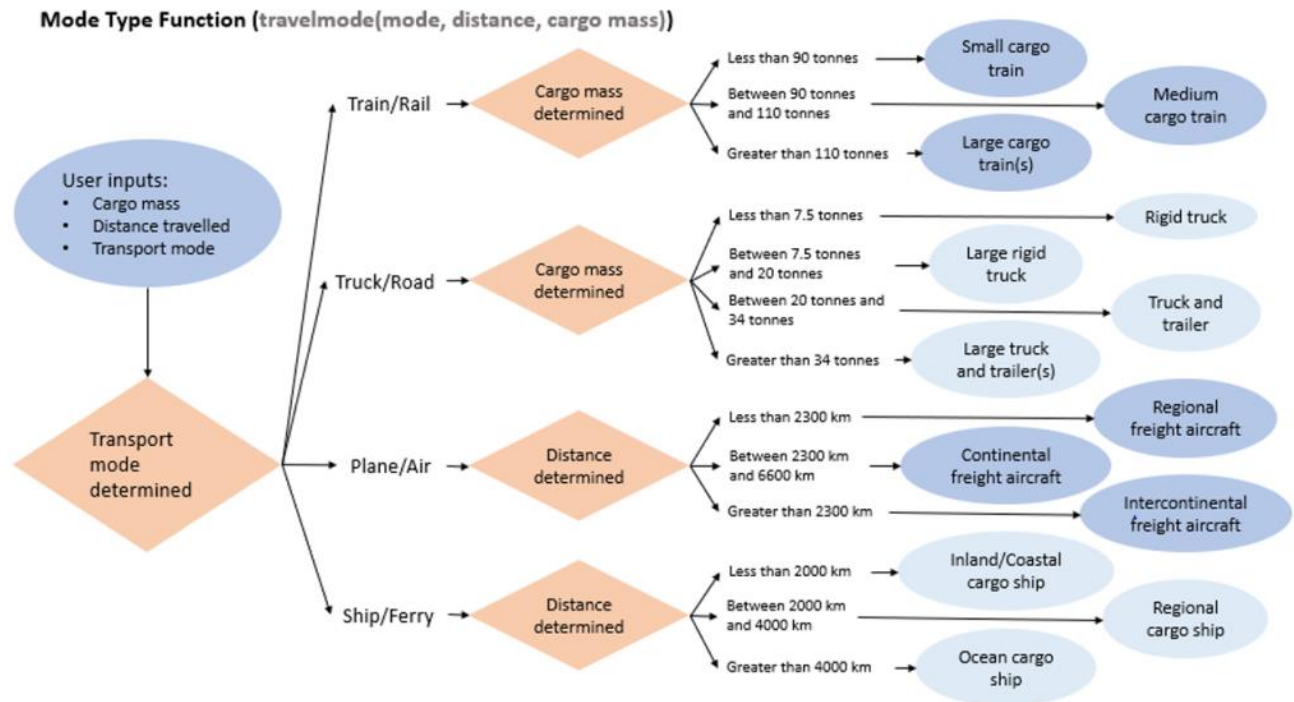 Mode Type Function (travelmode(mode, distance, cargo mass))
User inputs:
• Cargo mass
• Distance travelled
• Transport mode
Transport
mode
determined
Train/Rail
Cargo mass
determined
Less than 90 tonnes
Small cargo
train
Between 90 tonnes
and 110 tonnes
Medium
cargo train
Greater than 110 tonnes
Large cargo
train(s)
Truck/Road
Cargo mass
determined
Less than 7.5 tonnes
Rigid truck
Between 7.5 tonnes
and 20 tonnes
Large rigid
truck
Between 20 tonnes and
34 tonnes
Truck and
trailer
Greater than 34 tonnes
Large truck
and trailer(s)
Plane/Air
Distance
determined
Less than 2300 km
Regional
freight aircraft
Between 2300 km
and 6600 km
Continental
freight aircraft
Greater than 2300 km
Intercontinental
freight aircraft
Ship/Ferry
Distance
determined
Less than 2000 km
Inland/Coastal
cargo ship
Between 2000 km
and 4000 km
Regional
cargo ship
Greater than 4000 km
Ocean cargo
ship